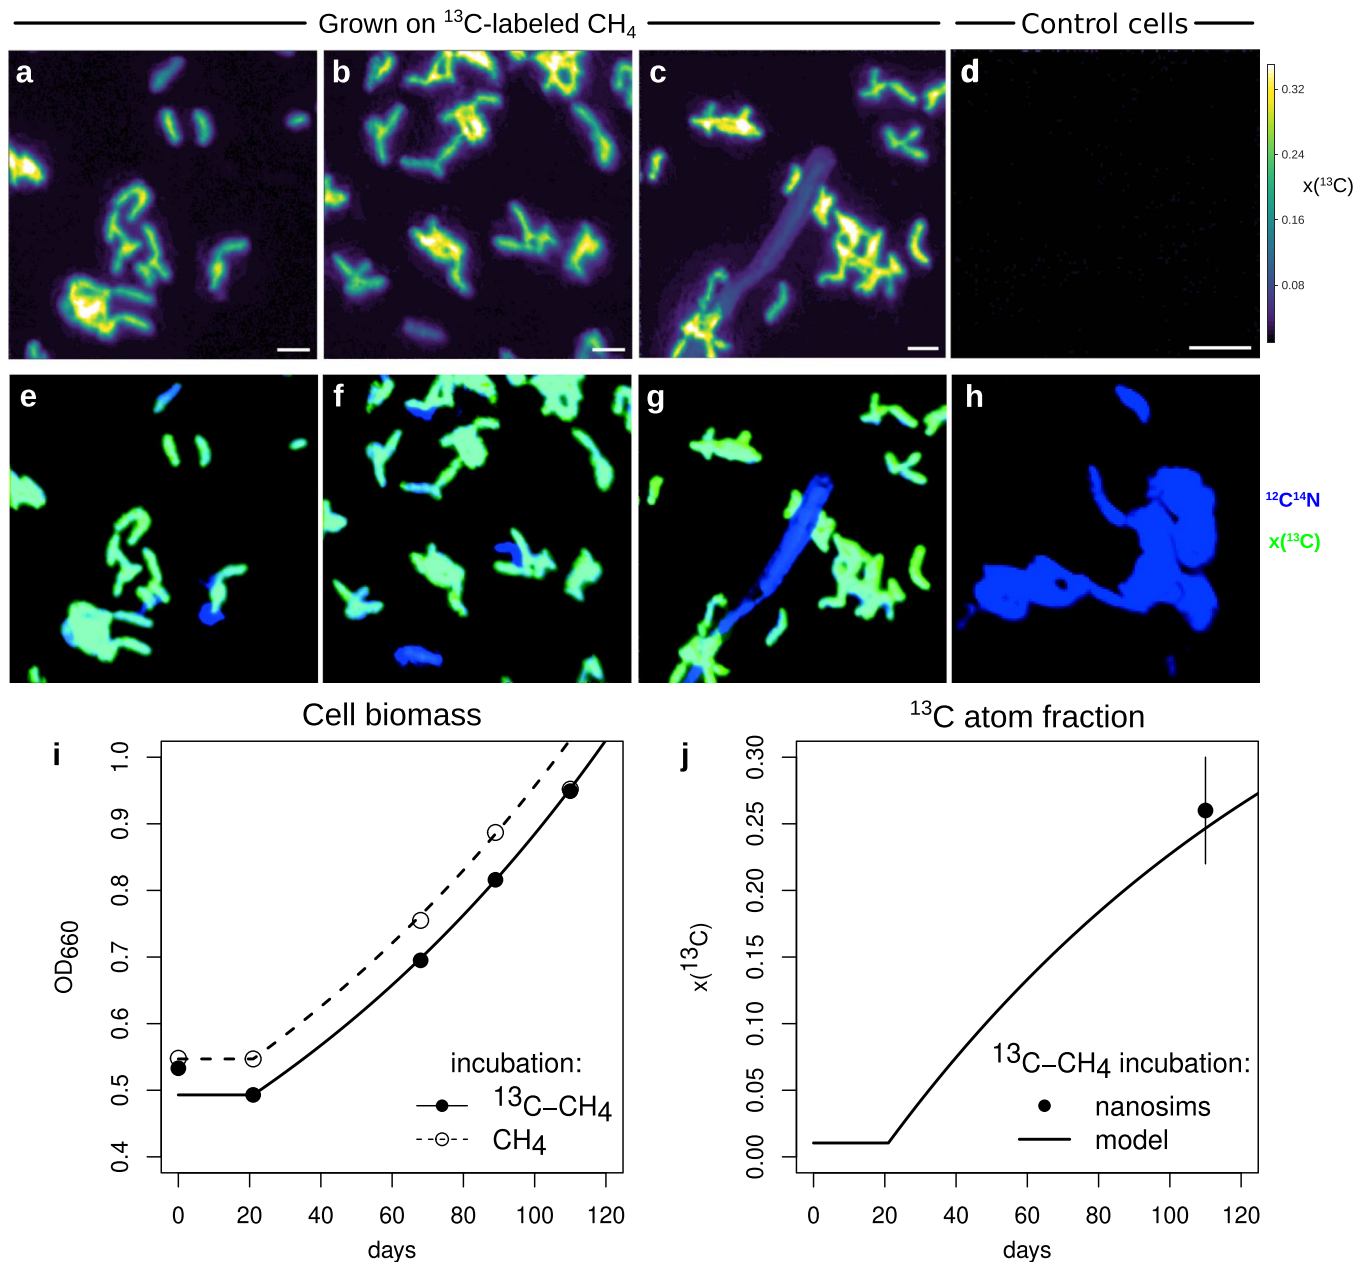 Grown on ¹³C-labeled CH₄ Control cells
a b c d
0.32
0.24
x(¹³C)
0.16
0.08
e f g h
¹²C¹⁴N
x(¹³C)
Cell biomass
i
OD₆₆₀
1.0
0.9
0.8
0.7
0.6
0.5
0.4
incubation:
¹³C–CH₄
CH₄
0 20 40 60 80 100 120
days
¹³C atom fraction
j
x(¹³C)
0.30
0.25
0.20
0.15
0.10
0.05
0.00
¹³C–CH₄ incubation:
nanosims
model
0 20 40 60 80 100 120
days